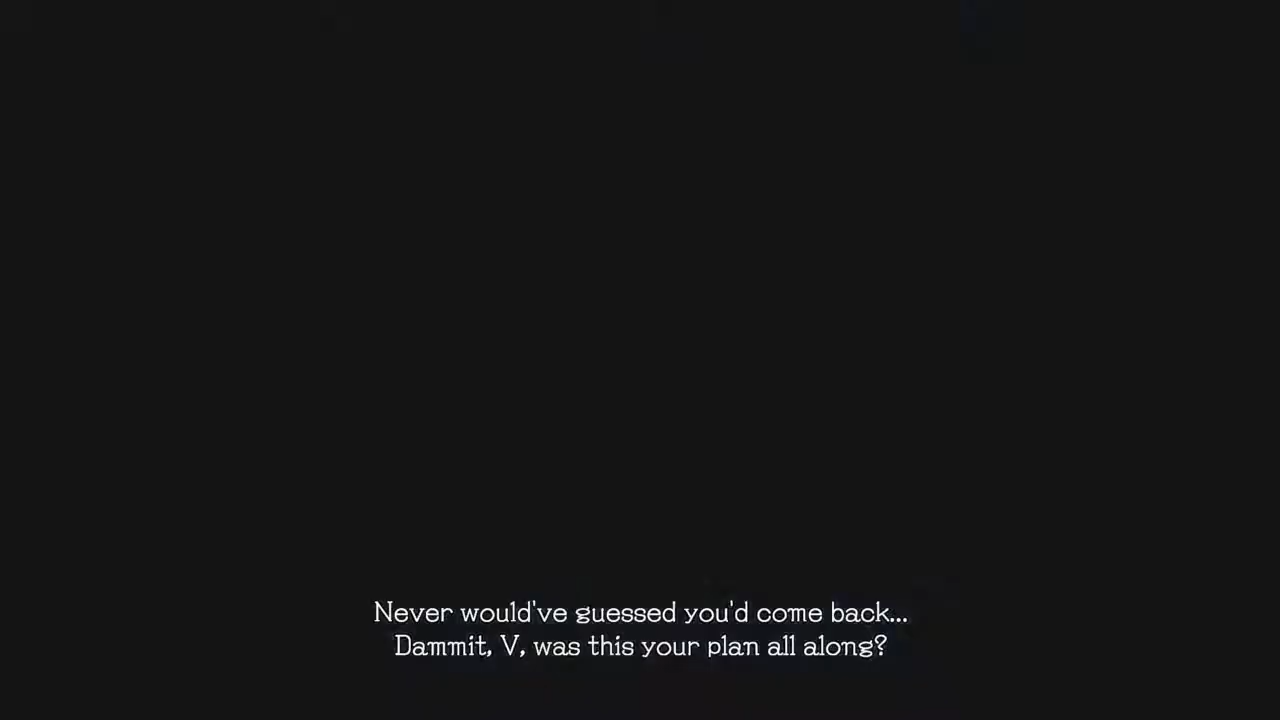 Never would've guessed you'd come back...
Dammit, V, was this your plan all along?